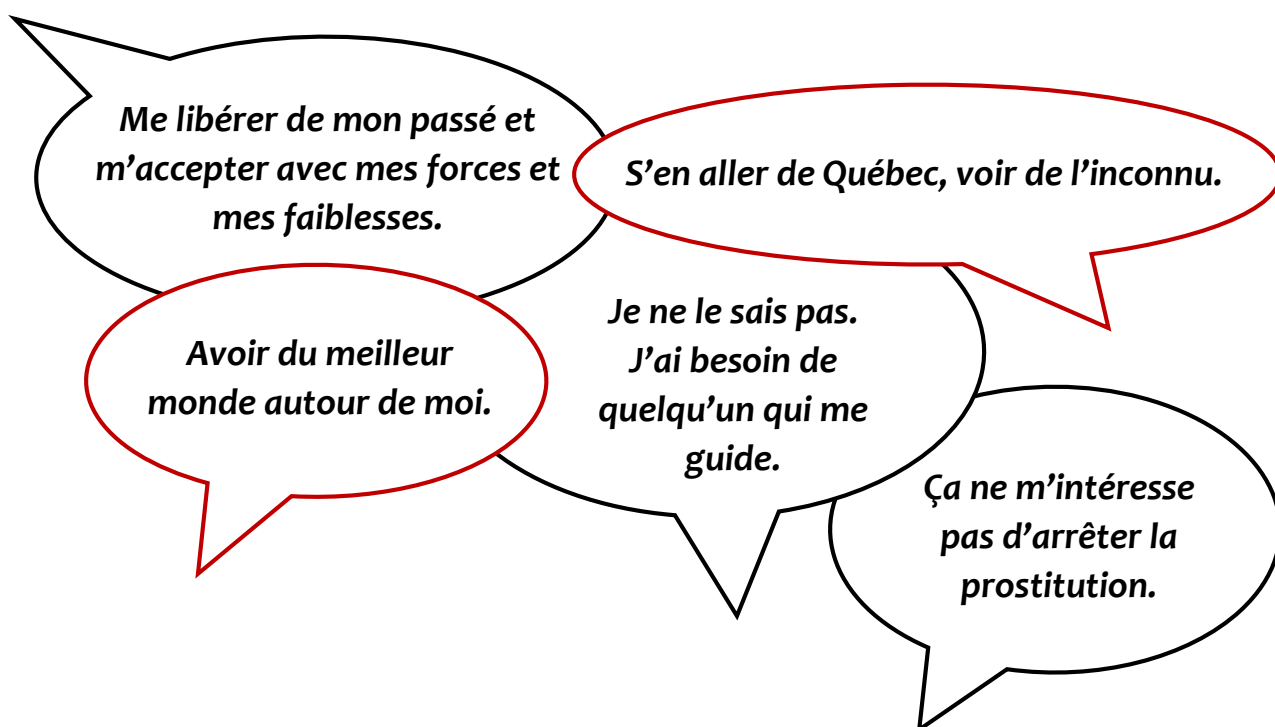 Me libérer de mon passé et
m’accepter avec mes forces et
mes faiblesses.
S’en aller de Québec, voir de l’inconnu.
Avoir du meilleur
monde autour de moi.
Je ne le sais pas.
J’ai besoin de
quelqu’un qui me
guide.
Ça ne m’intéresse
pas d’arrêter la
prostitution.